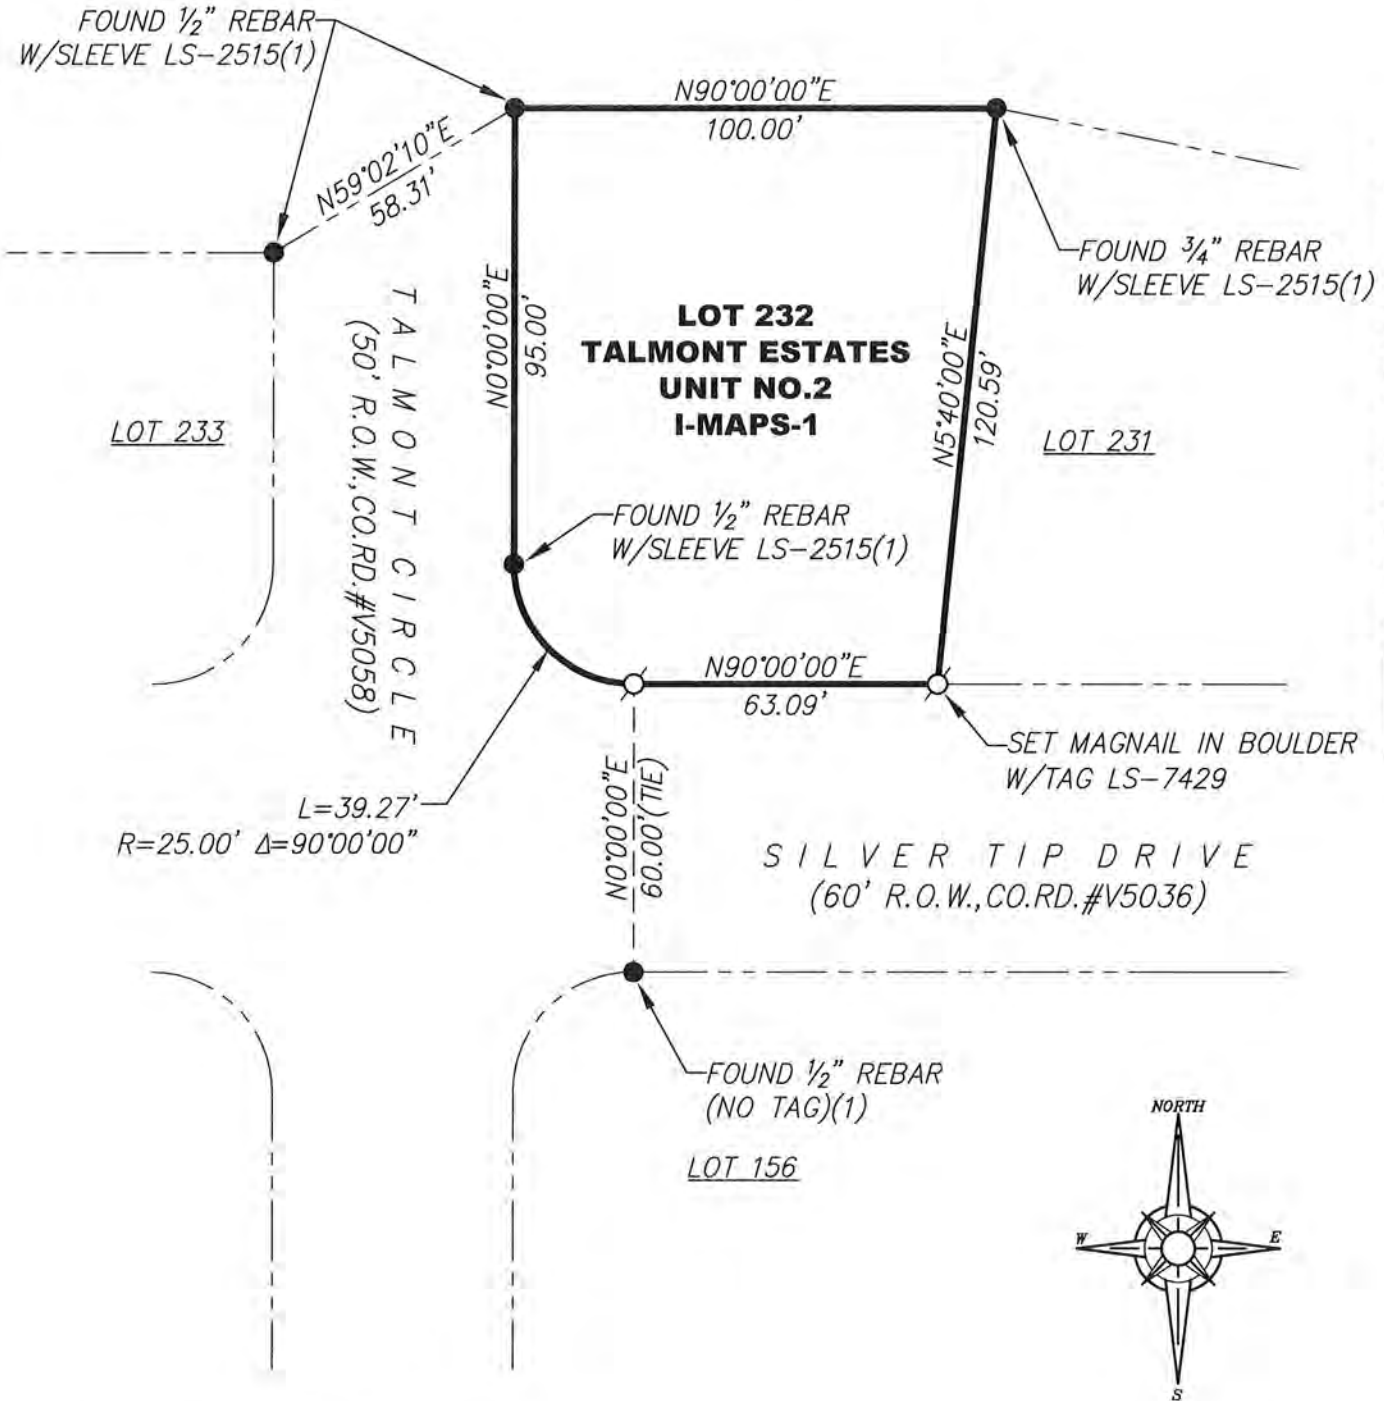 FOUND ½" REBAR
W/SLEEVE LS-2515(1)
N90°00'00"E
100.00'
N59°02'10"E
58.31'
FOUND ¾" REBAR
W/SLEEVE LS-2515(1)
N0°00'00"E
95.00'
LOT 232
TALMONT ESTATES
UNIT NO.2
I-MAPS-1
N5°40'00"E
120.59'
TALMONT CIRCLE
(50' R.O.W.,CO.RD.#V5058)
LOT 233
LOT 231
FOUND ½" REBAR
W/SLEEVE LS-2515(1)
N90°00'00"E
63.09'
SET MAGNAIL IN BOULDER
W/TAG LS-7429
L=39.27'
R=25.00' Δ=90°00'00"
N0°00'00"E
60.00'(TIE)
SILVER TIP DRIVE
(60' R.O.W.,CO.RD.#V5036)
FOUND ½" REBAR
(NO TAG)(1)
LOT 156
NORTH
W
E
S